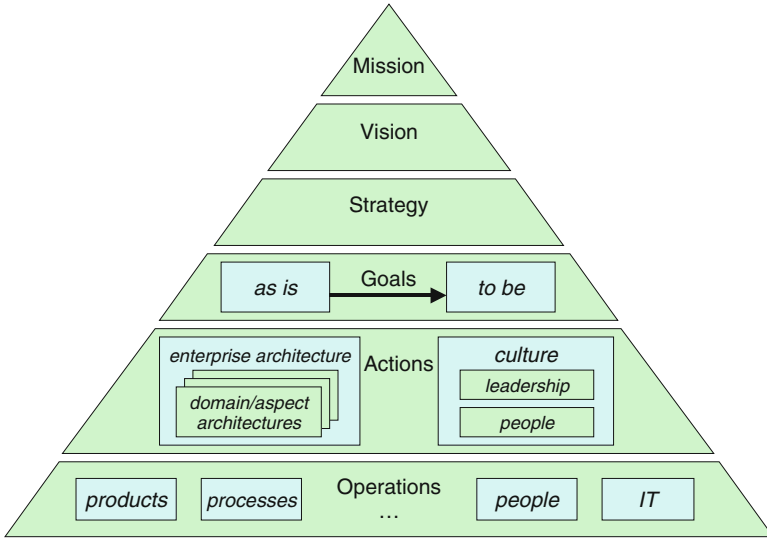 Mission
Vision
Strategy
as is
Goals
to be
enterprise architecture
domain/aspect
architectures
Actions
culture
leadership
people
products
processes
Operations
...
people
IT